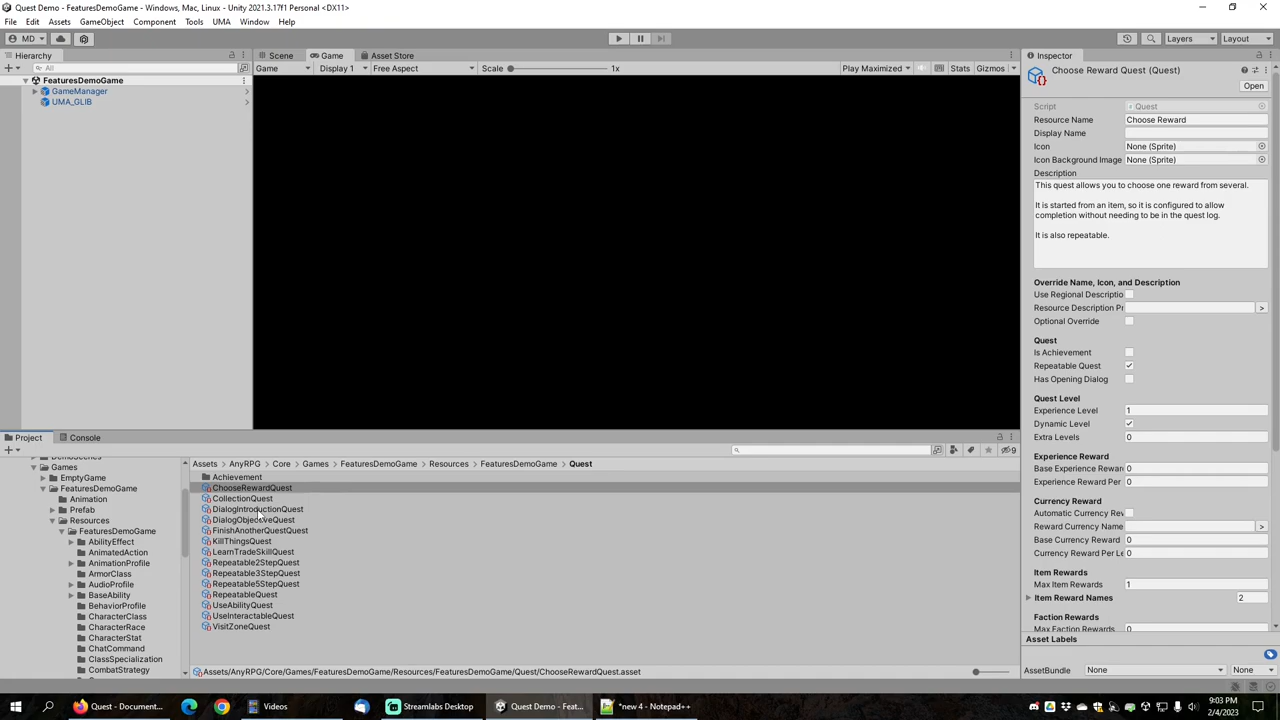 Quest Demo - FeaturesDemoGame - Windows, Mac, Linux - Unity 2021.3.17f1 Personal <DX11>
File Edit Assets GameObject Component Tools UMA Window Help
MD Layers Layout
Hierarchy Scene Game Asset Store Inspector
All Game Display 1 Free Aspect Scale 1x Play Maximized Stats Gizmos
FeaturesDemoGame
GameManager
UMA_GLIB
Choose Reward Quest (Quest)
Open
Script Quest
Resource Name Choose Reward
Display Name
Icon None (Sprite)
Icon Background Image None (Sprite)
Description
This quest allows you to choose one reward from several.
It is started from an item, so it is configured to allow
completion without needing to be in the quest log.
It is also repeatable.
Override Name, Icon, and Description
Use Regional Descriptio
Resource Description Pr >
Optional Override
Quest
Is Achievement
Repeatable Quest
Has Opening Dialog
Quest Level
Experience Level 1
Dynamic Level
Extra Levels 0
Experience Reward
Base Experience Rewar 0
Experience Reward Per 0
Currency Reward
Automatic Currency Rev
Reward Currency Name >
Base Currency Reward 0
Currency Reward Per Le 0
Item Rewards
Max Item Rewards 1
Item Reward Names 2
Faction Rewards
Max Faction Rewards 0
Asset Labels
AssetBundle None None
Project Console
9
DemoScenes
Games
EmptyGame
FeaturesDemoGame
Animation
Prefab
Resources
FeaturesDemoGame
AbilityEffect
AnimatedAction
AnimationProfile
ArmorClass
AudioProfile
BaseAbility
BehaviorProfile
CharacterClass
CharacterRace
CharacterStat
ChatCommand
ClassSpecialization
CombatStrategy
Assets > AnyRPG > Core > Games > FeaturesDemoGame > Resources > FeaturesDemoGame > Quest
Achievement
ChooseRewardQuest
CollectionQuest
DialogIntroductionQuest
DialogObjectiveQuest
FinishAnotherQuestQuest
KillThingsQuest
LearnTradeSkillQuest
Repeatable2StepQuest
Repeatable3StepQuest
Repeatable5StepQuest
RepeatableQuest
UseAbilityQuest
UseInteractableQuest
VisitZoneQuest
Assets/AnyRPG/Core/Games/FeaturesDemoGame/Resources/FeaturesDemoGame/Quest/ChooseRewardQuest.asset
Quest - Document... Videos Streamlabs Desktop Quest Demo - Feat... *new 4 - Notepad++
9:03 PM
2/4/2023